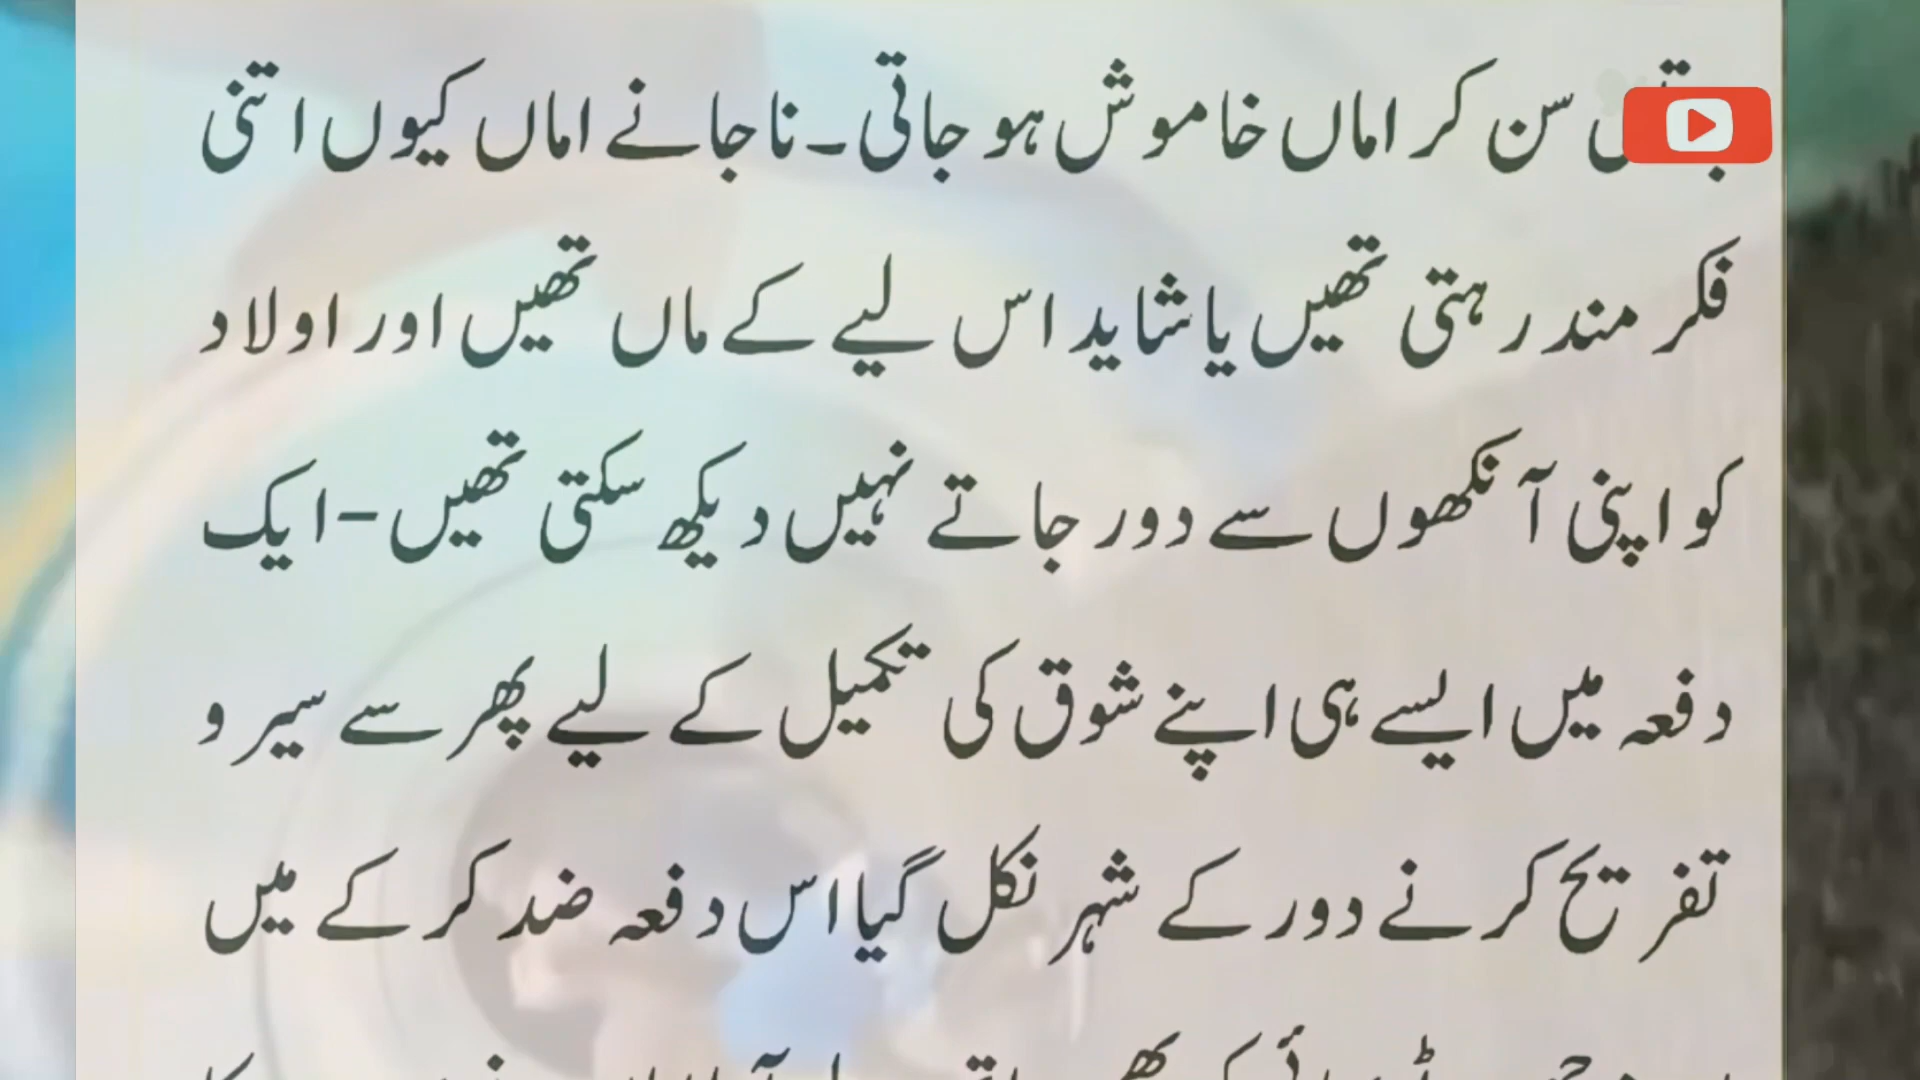 سن کر اماں خاموش ہو جاتی۔ ناجانے اماں کیوں اتنی
فکر مند رہتی تھیں یا شاید اس لیے کے ماں تھیں اور اولاد
کو اپنی آنکھوں سے دور جاتے نہیں دیکھ سکتی تھیں - ایک
دفعہ میں ایسے ہی اپنے شوق کی تکمیل کے لیے پھر سے سیر و
تفریح کرنے دور کے شہر نکل گیا اس دفعہ ضد کر کے میں